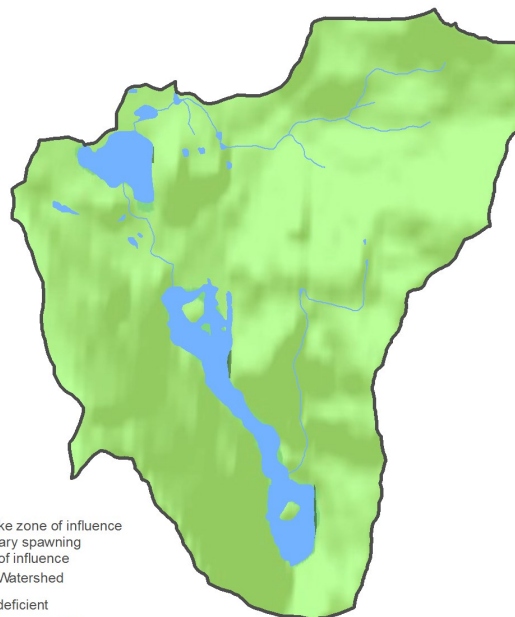 ke zone of influence
ary spawning
of influence
Watershed
deficient